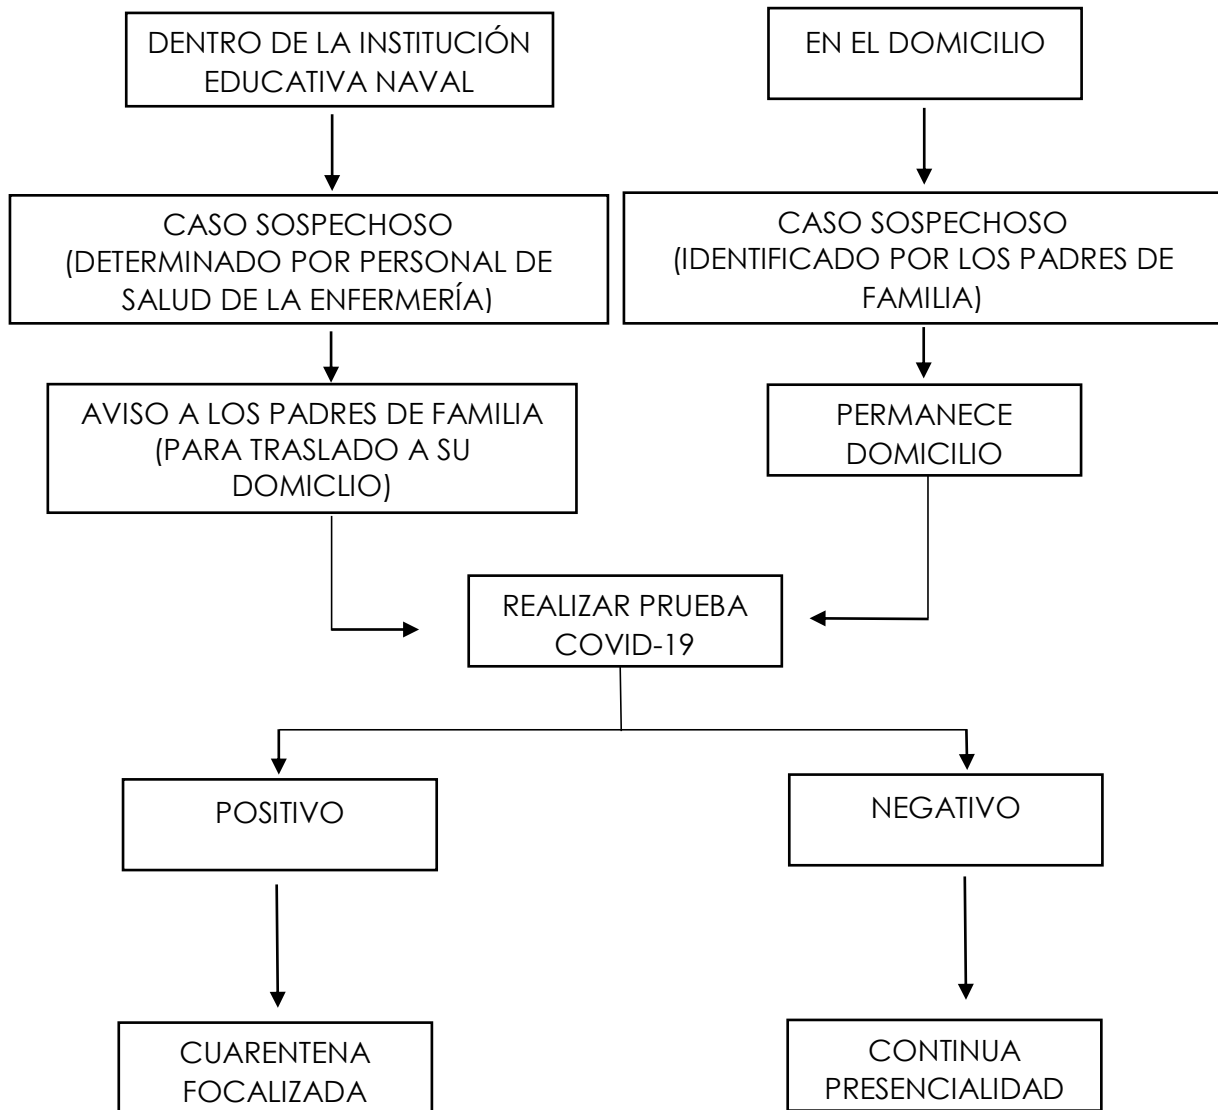 DENTRO DE LA INSTITUCIÓN
EDUCATIVA NAVAL
EN EL DOMICILIO
CASO SOSPECHOSO
(DETERMINADO POR PERSONAL DE
SALUD DE LA ENFERMERÍA)
CASO SOSPECHOSO
(IDENTIFICADO POR LOS PADRES DE
FAMILIA)
AVISO A LOS PADRES DE FAMILIA
(PARA TRASLADO A SU
DOMICLIO)
PERMANECE
DOMICILIO
REALIZAR PRUEBA
COVID-19
POSITIVO
NEGATIVO
CUARENTENA
FOCALIZADA
CONTINUA
PRESENCIALIDAD